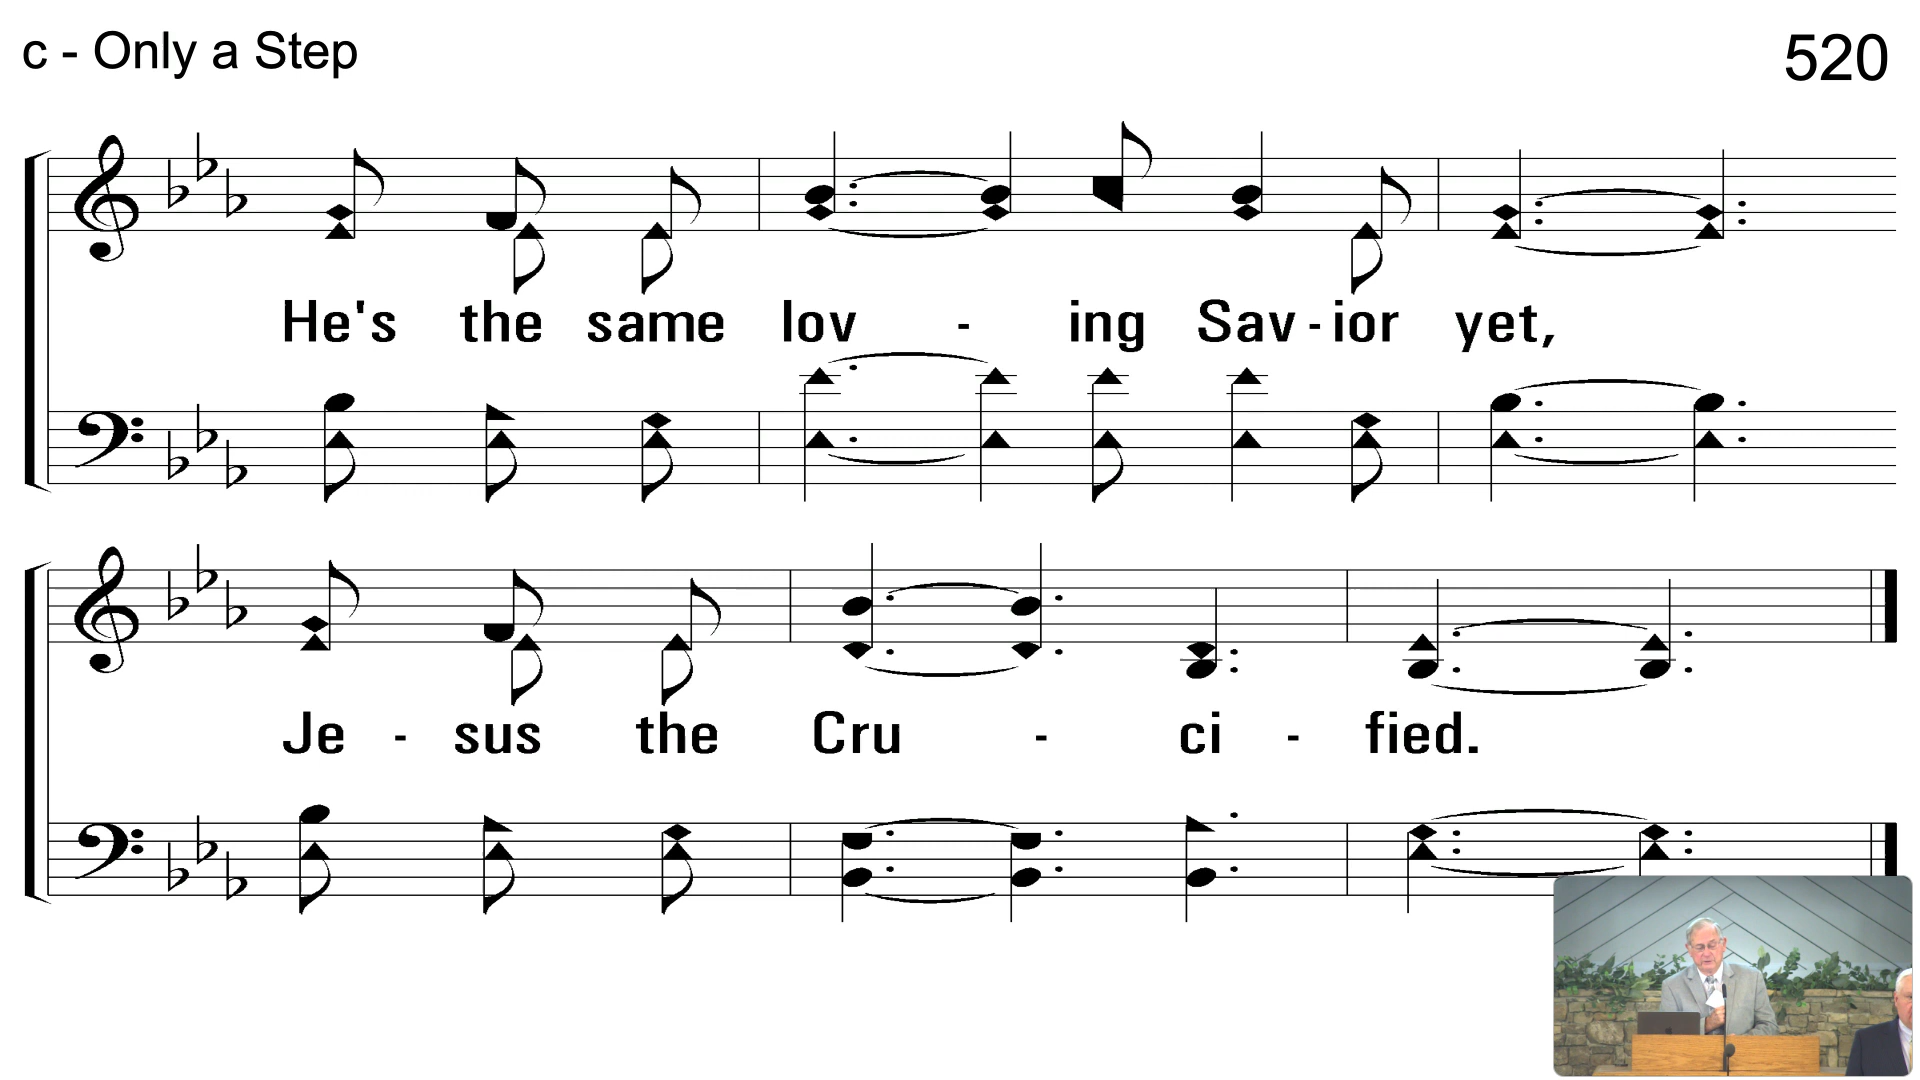 c - Only a Step
520
He's the same lov - ing Sav - ior yet,
Je - sus the Cru - ci - fied.